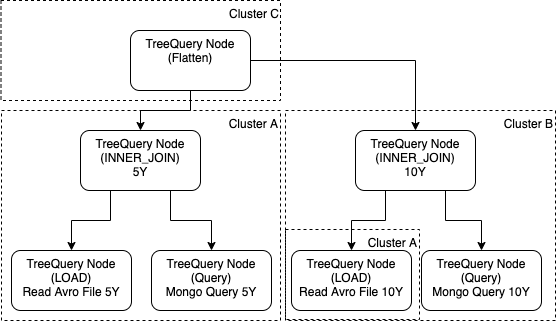 Cluster C
TreeQuery Node
(Flatten)
Cluster A
TreeQuery Node
(INNER_JOIN)
5Y
Cluster B
TreeQuery Node
(INNER_JOIN)
10Y
TreeQuery Node
(LOAD)
Read Avro File 5Y
TreeQuery Node
(Query)
Mongo Query 5Y
Cluster A
TreeQuery Node
(LOAD)
Read Avro File 10Y
TreeQuery Node
(Query)
Mongo Query 10Y